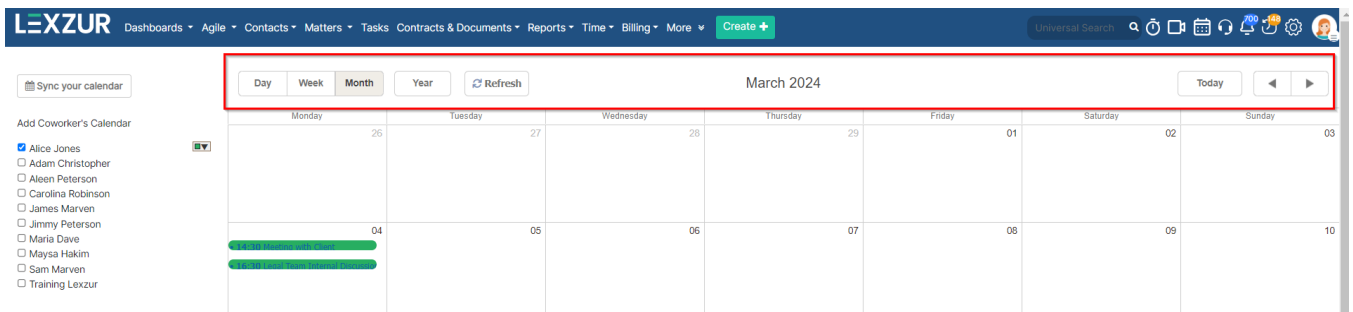 LEXZUR Dashboards Agile Contacts Matters Tasks Contracts & Documents Reports Time Billing More Create + Universal Search 700 148
Sync your calendar Day Week Month Year Refresh March 2024 Today
Add Coworker's Calendar
Monday Tuesday Wednesday Thursday Friday Saturday Sunday
26 27 28 29 01 02 03
Alice Jones
Adam Christopher
Aleen Peterson
Carolina Robinson
James Marven
Jimmy Peterson
Maria Dave
Maysa Hakim
Sam Marven
Training Lexzur
04 05 06 07 08 09 10
14:30 Meeting with Client
16:30 Legal Team Internal Discussion